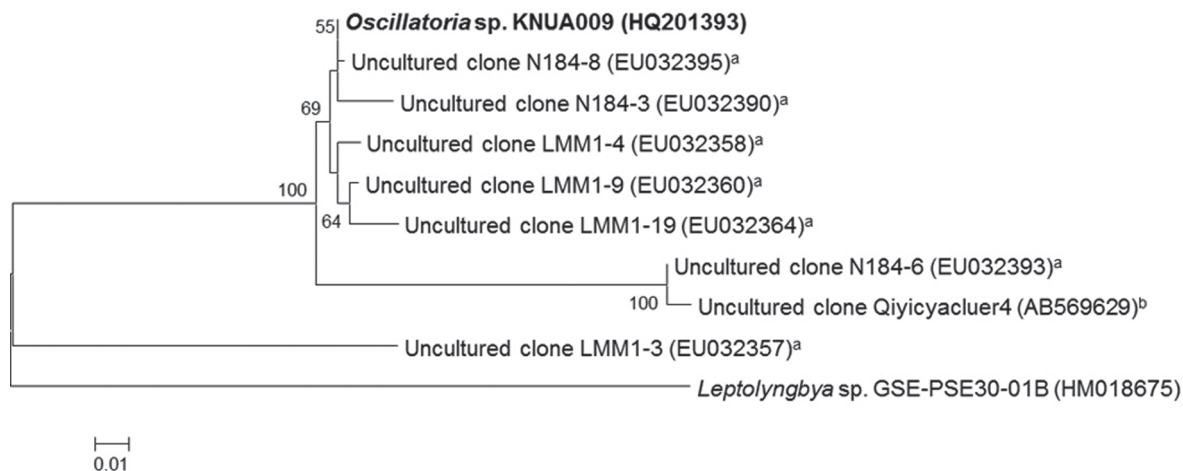 55
Oscillatoria sp. KNUA009 (HQ201393)
Uncultured clone N184-8 (EU032395)a
Uncultured clone N184-3 (EU032390)a
69
Uncultured clone LMM1-4 (EU032358)a
Uncultured clone LMM1-9 (EU032360)a
100
64
Uncultured clone LMM1-19 (EU032364)a
Uncultured clone N184-6 (EU032393)a
100
Uncultured clone Qiyicyacluer4 (AB569629)b
Uncultured clone LMM1-3 (EU032357)a
Leptolyngbya sp. GSE-PSE30-01B (HM018675)
0.01